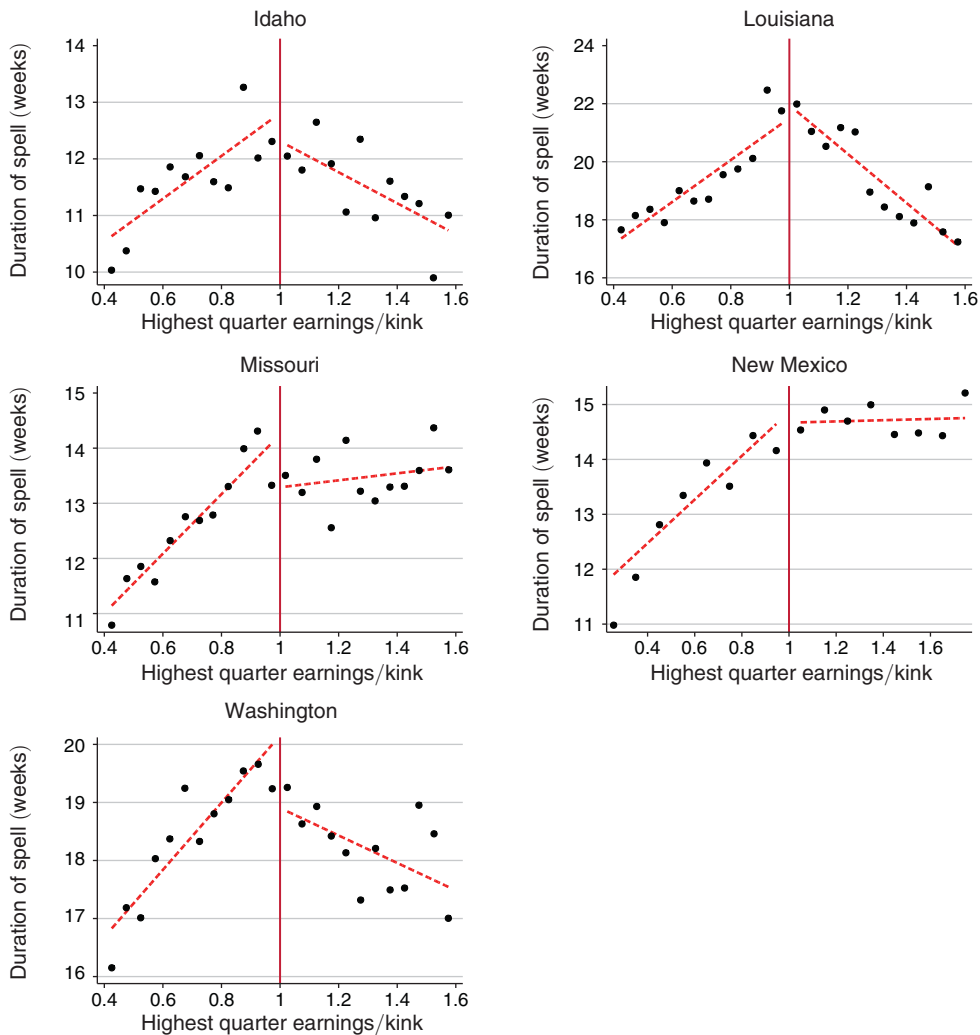 Idaho
Duration of spell (weeks)
14
13
12
11
10
0.4 0.6 0.8 1 1.2 1.4 1.6
Highest quarter earnings/kink
Louisiana
Duration of spell (weeks)
24
22
20
18
16
0.4 0.6 0.8 1 1.2 1.4 1.6
Highest quarter earnings/kink
Missouri
Duration of spell (weeks)
15
14
13
12
11
0.4 0.6 0.8 1 1.2 1.4 1.6
Highest quarter earnings/kink
New Mexico
Duration of spell (weeks)
15
14
13
12
11
0.4 0.6 0.8 1 1.2 1.4 1.6
Highest quarter earnings/kink
Washington
Duration of spell (weeks)
20
19
18
17
16
0.4 0.6 0.8 1 1.2 1.4 1.6
Highest quarter earnings/kink